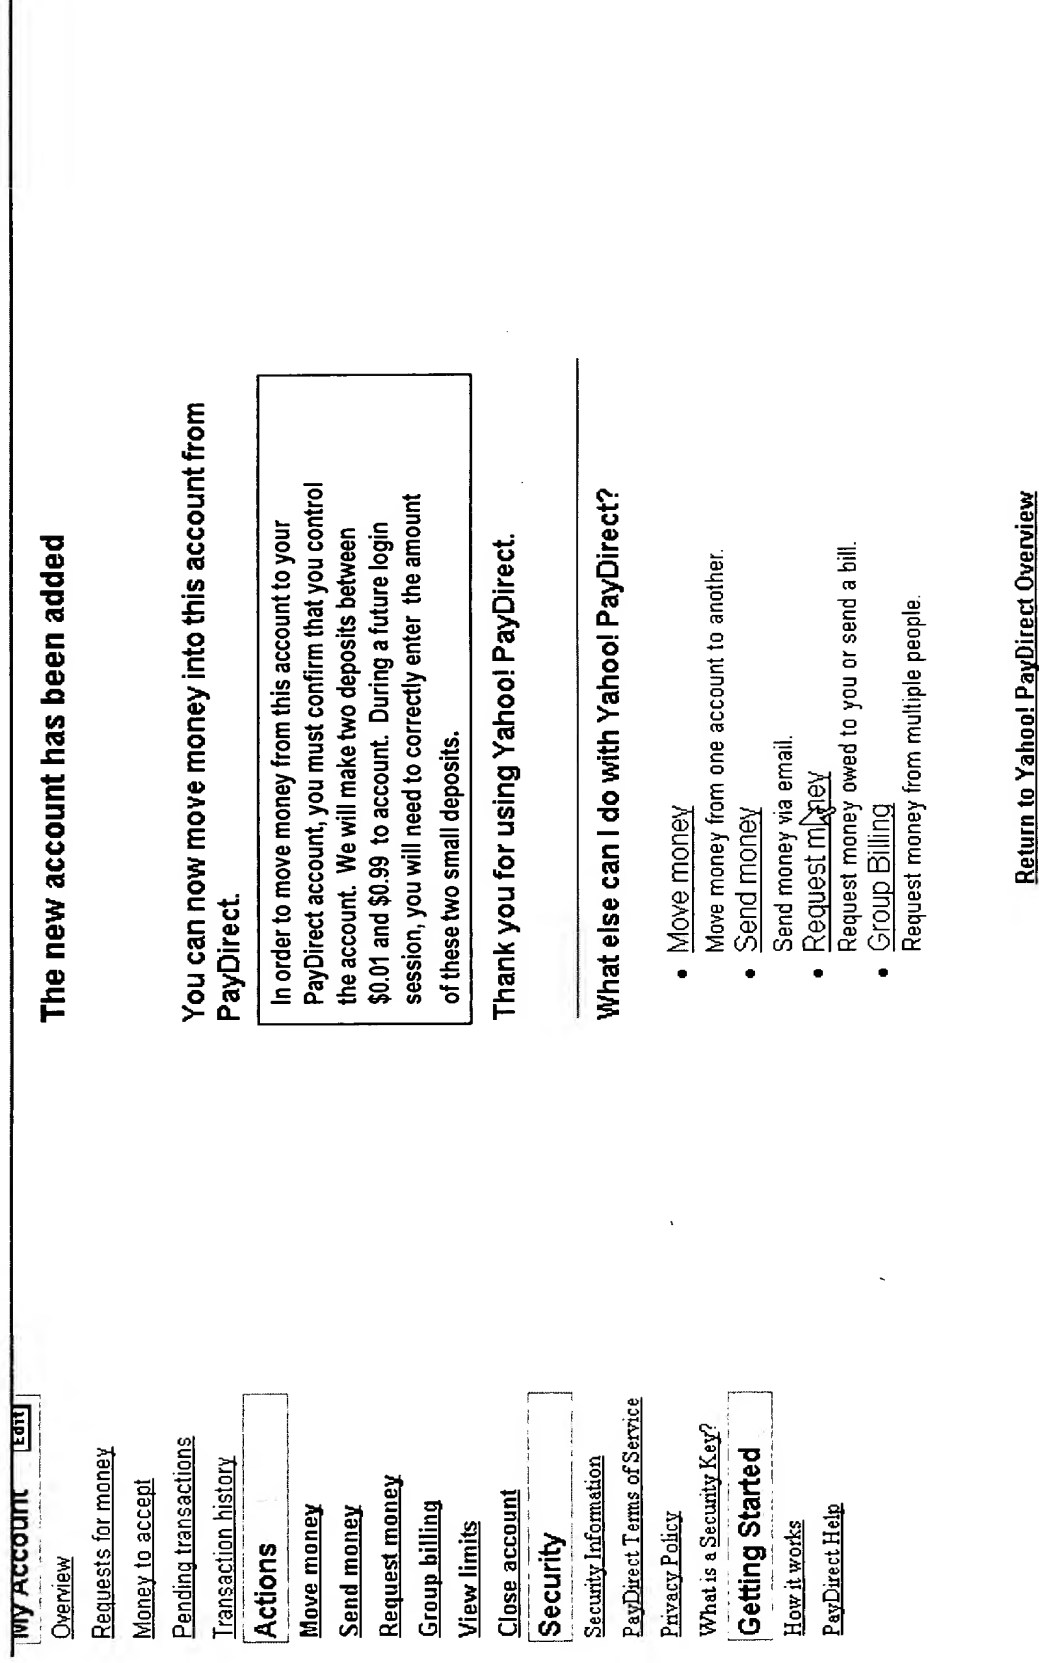 My Account Edit
Overview
Requests for money
Money to accept
Pending transactions
Transaction history
Actions
Move money
Send money
Request money
Group billing
View limits
Close account
Security
Security Information
PayDirect Terms of Service
Privacy Policy
What is a Security Key?
Getting Started
How it works
PayDirect Help
The new account has been added
You can now move money into this account from
PayDirect.
In order to move money from this account to your
PayDirect account, you must confirm that you control
the account. We will make two deposits between
$0.01 and $0.99 to account. During a future login
session, you will need to correctly enter the amount
of these two small deposits.
Thank you for using Yahoo! PayDirect.
What else can I do with Yahoo! PayDirect?
• Move money
Move money from one account to another.
• Send money
Send money via email.
• Request money
Request money owed to you or send a bill.
• Group Billing
Request money from multiple people.
Return to Yahoo! PayDirect Overview